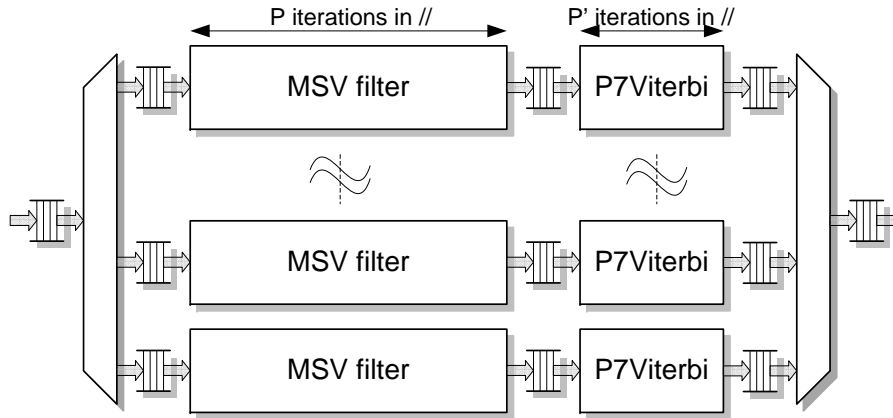 P iterations in //
P' iterations in //
MSV filter
P7Viterbi
MSV filter
P7Viterbi
MSV filter
P7Viterbi